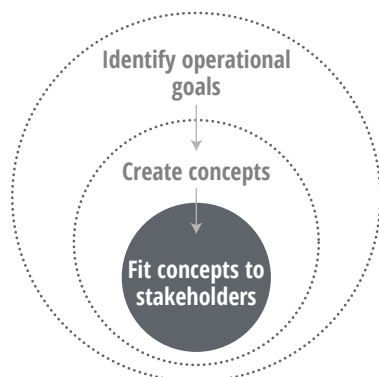 Identify operational
goals
Create concepts
Fit concepts to
stakeholders